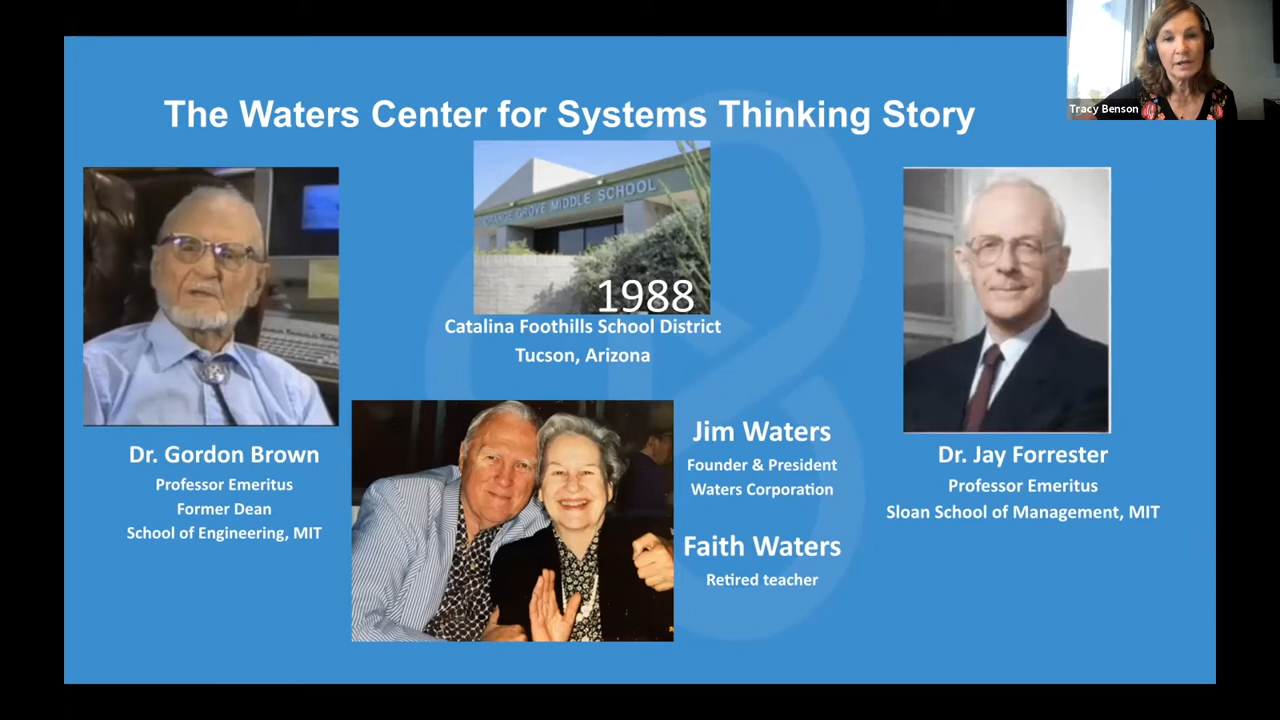 Tracy Benson
The Waters Center for Systems Thinking Story
ORANGE GROVE MIDDLE SCHOOL
1988
Catalina Foothills School District
Tucson, Arizona
Dr. Gordon Brown
Professor Emeritus
Former Dean
School of Engineering, MIT
Jim Waters
Founder & President
Waters Corporation
Faith Waters
Retired teacher
Dr. Jay Forrester
Professor Emeritus
Sloan School of Management, MIT